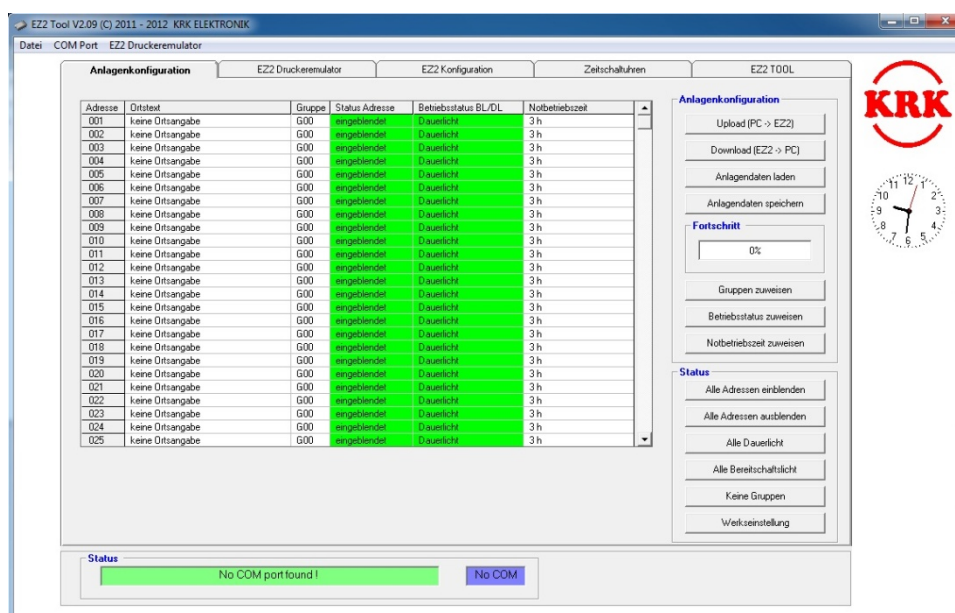 EZ2 Tool V2.09 (C) 2011 - 2012 KRK ELEKTRONIK
Datei COM Port EZ2 Druckeremulator
Anlagenkonfiguration EZ2 Druckeremulator EZ2 Konfiguration Zeitschaltuhren EZ2 TOOL
Adresse Ortstext Gruppe Status Adresse Betriebsstatus BL/DL Notbetriebszeit
001 keine Ortsangabe G00 eingeblendet Dauerlicht 3 h
002 keine Ortsangabe G00 eingeblendet Dauerlicht 3 h
003 keine Ortsangabe G00 eingeblendet Dauerlicht 3 h
004 keine Ortsangabe G00 eingeblendet Dauerlicht 3 h
005 keine Ortsangabe G00 eingeblendet Dauerlicht 3 h
006 keine Ortsangabe G00 eingeblendet Dauerlicht 3 h
007 keine Ortsangabe G00 eingeblendet Dauerlicht 3 h
008 keine Ortsangabe G00 eingeblendet Dauerlicht 3 h
009 keine Ortsangabe G00 eingeblendet Dauerlicht 3 h
010 keine Ortsangabe G00 eingeblendet Dauerlicht 3 h
011 keine Ortsangabe G00 eingeblendet Dauerlicht 3 h
012 keine Ortsangabe G00 eingeblendet Dauerlicht 3 h
013 keine Ortsangabe G00 eingeblendet Dauerlicht 3 h
014 keine Ortsangabe G00 eingeblendet Dauerlicht 3 h
015 keine Ortsangabe G00 eingeblendet Dauerlicht 3 h
016 keine Ortsangabe G00 eingeblendet Dauerlicht 3 h
017 keine Ortsangabe G00 eingeblendet Dauerlicht 3 h
018 keine Ortsangabe G00 eingeblendet Dauerlicht 3 h
019 keine Ortsangabe G00 eingeblendet Dauerlicht 3 h
020 keine Ortsangabe G00 eingeblendet Dauerlicht 3 h
021 keine Ortsangabe G00 eingeblendet Dauerlicht 3 h
022 keine Ortsangabe G00 eingeblendet Dauerlicht 3 h
023 keine Ortsangabe G00 eingeblendet Dauerlicht 3 h
024 keine Ortsangabe G00 eingeblendet Dauerlicht 3 h
025 keine Ortsangabe G00 eingeblendet Dauerlicht 3 h
Anlagenkonfiguration
Upload (PC -> EZ2)
Download (EZ2 -> PC)
Anlagendaten laden
Anlagendaten speichern
Fortschritt
0%
Gruppen zuweisen
Betriebsstatus zuweisen
Notbetriebszeit zuweisen
Status
Alle Adressen einblenden
Alle Adressen ausblenden
Alle Dauerlicht
Alle Bereitschaftslicht
Keine Gruppen
Werkseinstellung
KRK
12
11 1
10 2
9 3
8 4
7 5
6
Status
No COM port found ! No COM